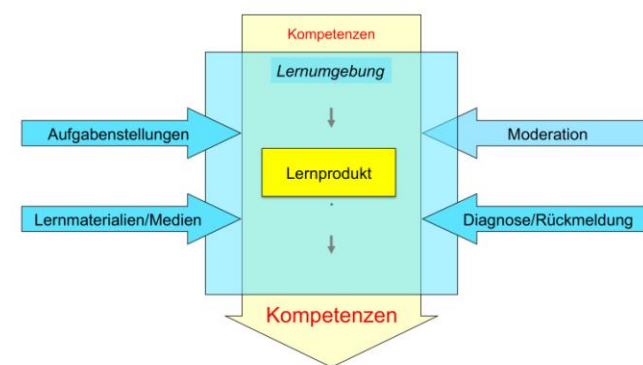 Kompetenzen
Lernumgebung
Aufgabenstellungen
Moderation
Lernprodukt
Lernmaterialien/Medien
Diagnose/Rückmeldung
Kompetenzen